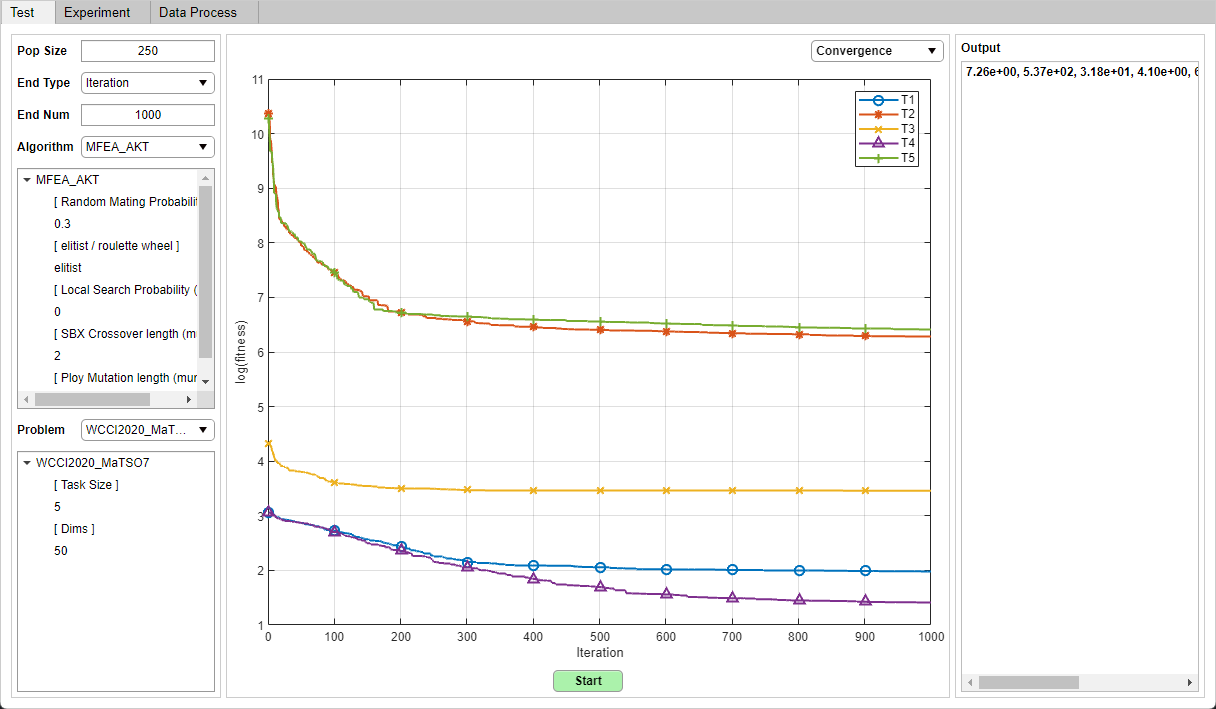 Test Experiment Data Process
Pop Size 250
End Type Iteration
End Num 1000
Algorithm MFEA_AKT
MFEA_AKT
[ Random Mating Probabilit
0.3
[ elitist / roulette wheel ]
elitist
[ Local Search Probability (
0
[ SBX Crossover length (m
2
[ Ploy Mutation length (mur
Problem WCCI2020_MaT...
WCCI2020_MaTSO7
[ Task Size ]
5
[ Dims ]
50
Convergence
11
10
9
8
7
6
5
4
3
2
1
log(fitness)
T1
T2
T3
T4
T5
0 100 200 300 400 500 600 700 800 900 1000
Iteration
Start
Output
7.26e+00, 5.37e+02, 3.18e+01, 4.10e+00, 6